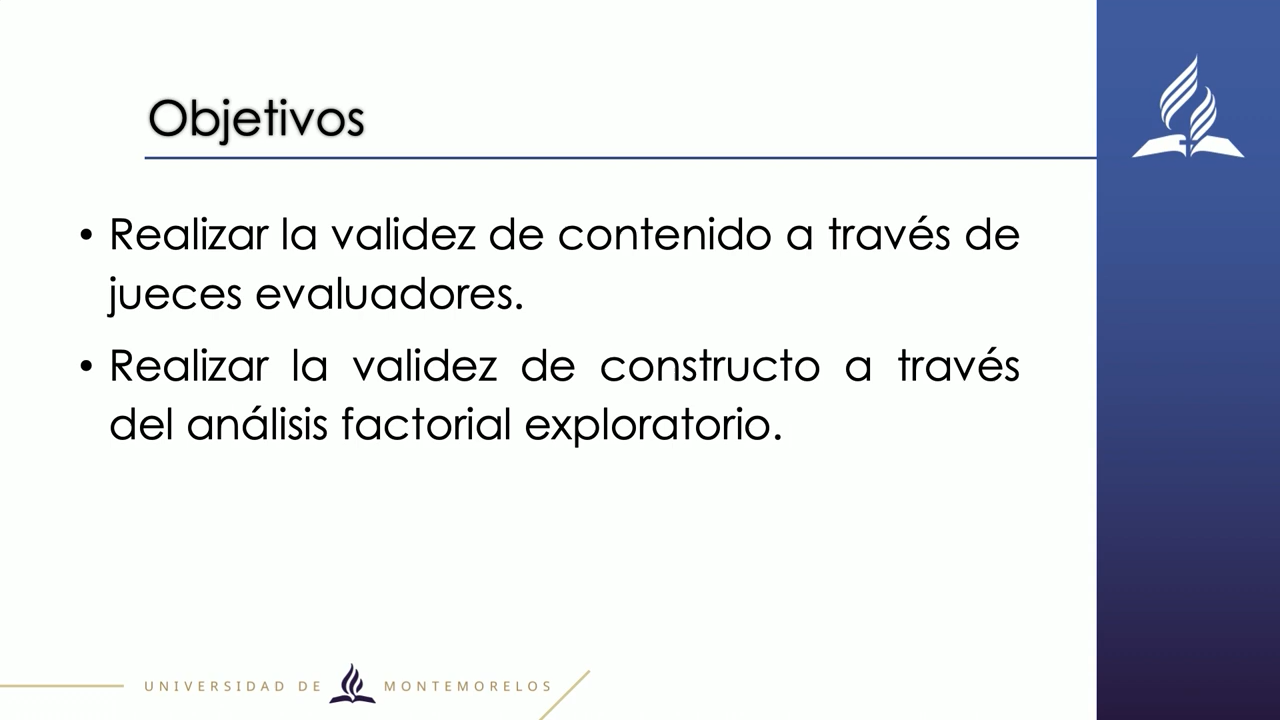 Objetivos
• Realizar la validez de contenido a través de
jueces evaluadores.
• Realizar la validez de constructo a través
del análisis factorial exploratorio.
UNIVERSIDAD DE MONTEMORELOS